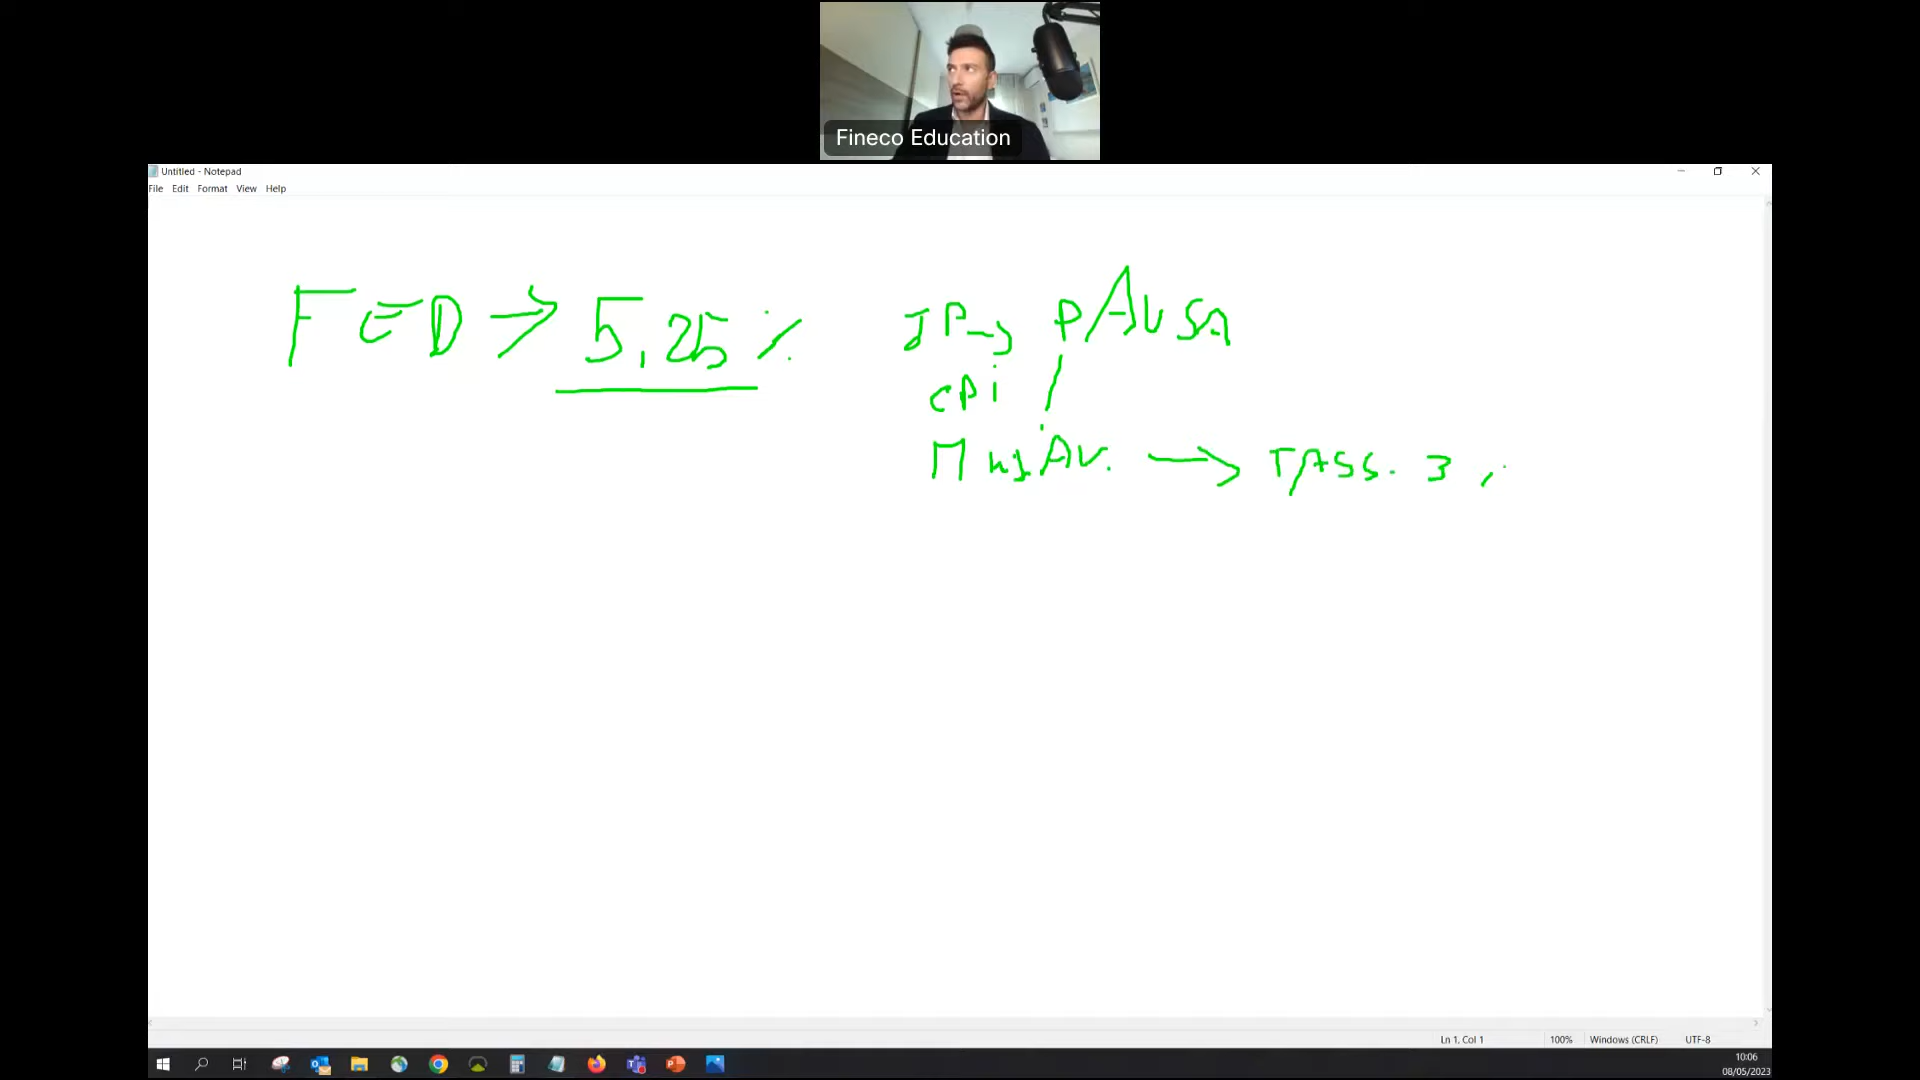 Fineco Education
Untitled - Notepad
File Edit Format View Help
FED → 5,25 % JP → PAUSA
CPi
→ TASS. 3
Ln 1, Col 1 100% Windows (CRLF) UTF-8
10:06
08/05/2023